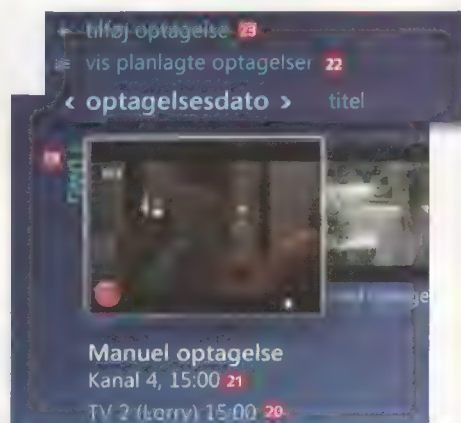 tilføj optagelse 23
vis planlagte optagelser 22
‹ optagelsesdato › titel
Manuel optagelse
Kanal 4, 15:00 21
TV 2 (Lorry) 15:00 20